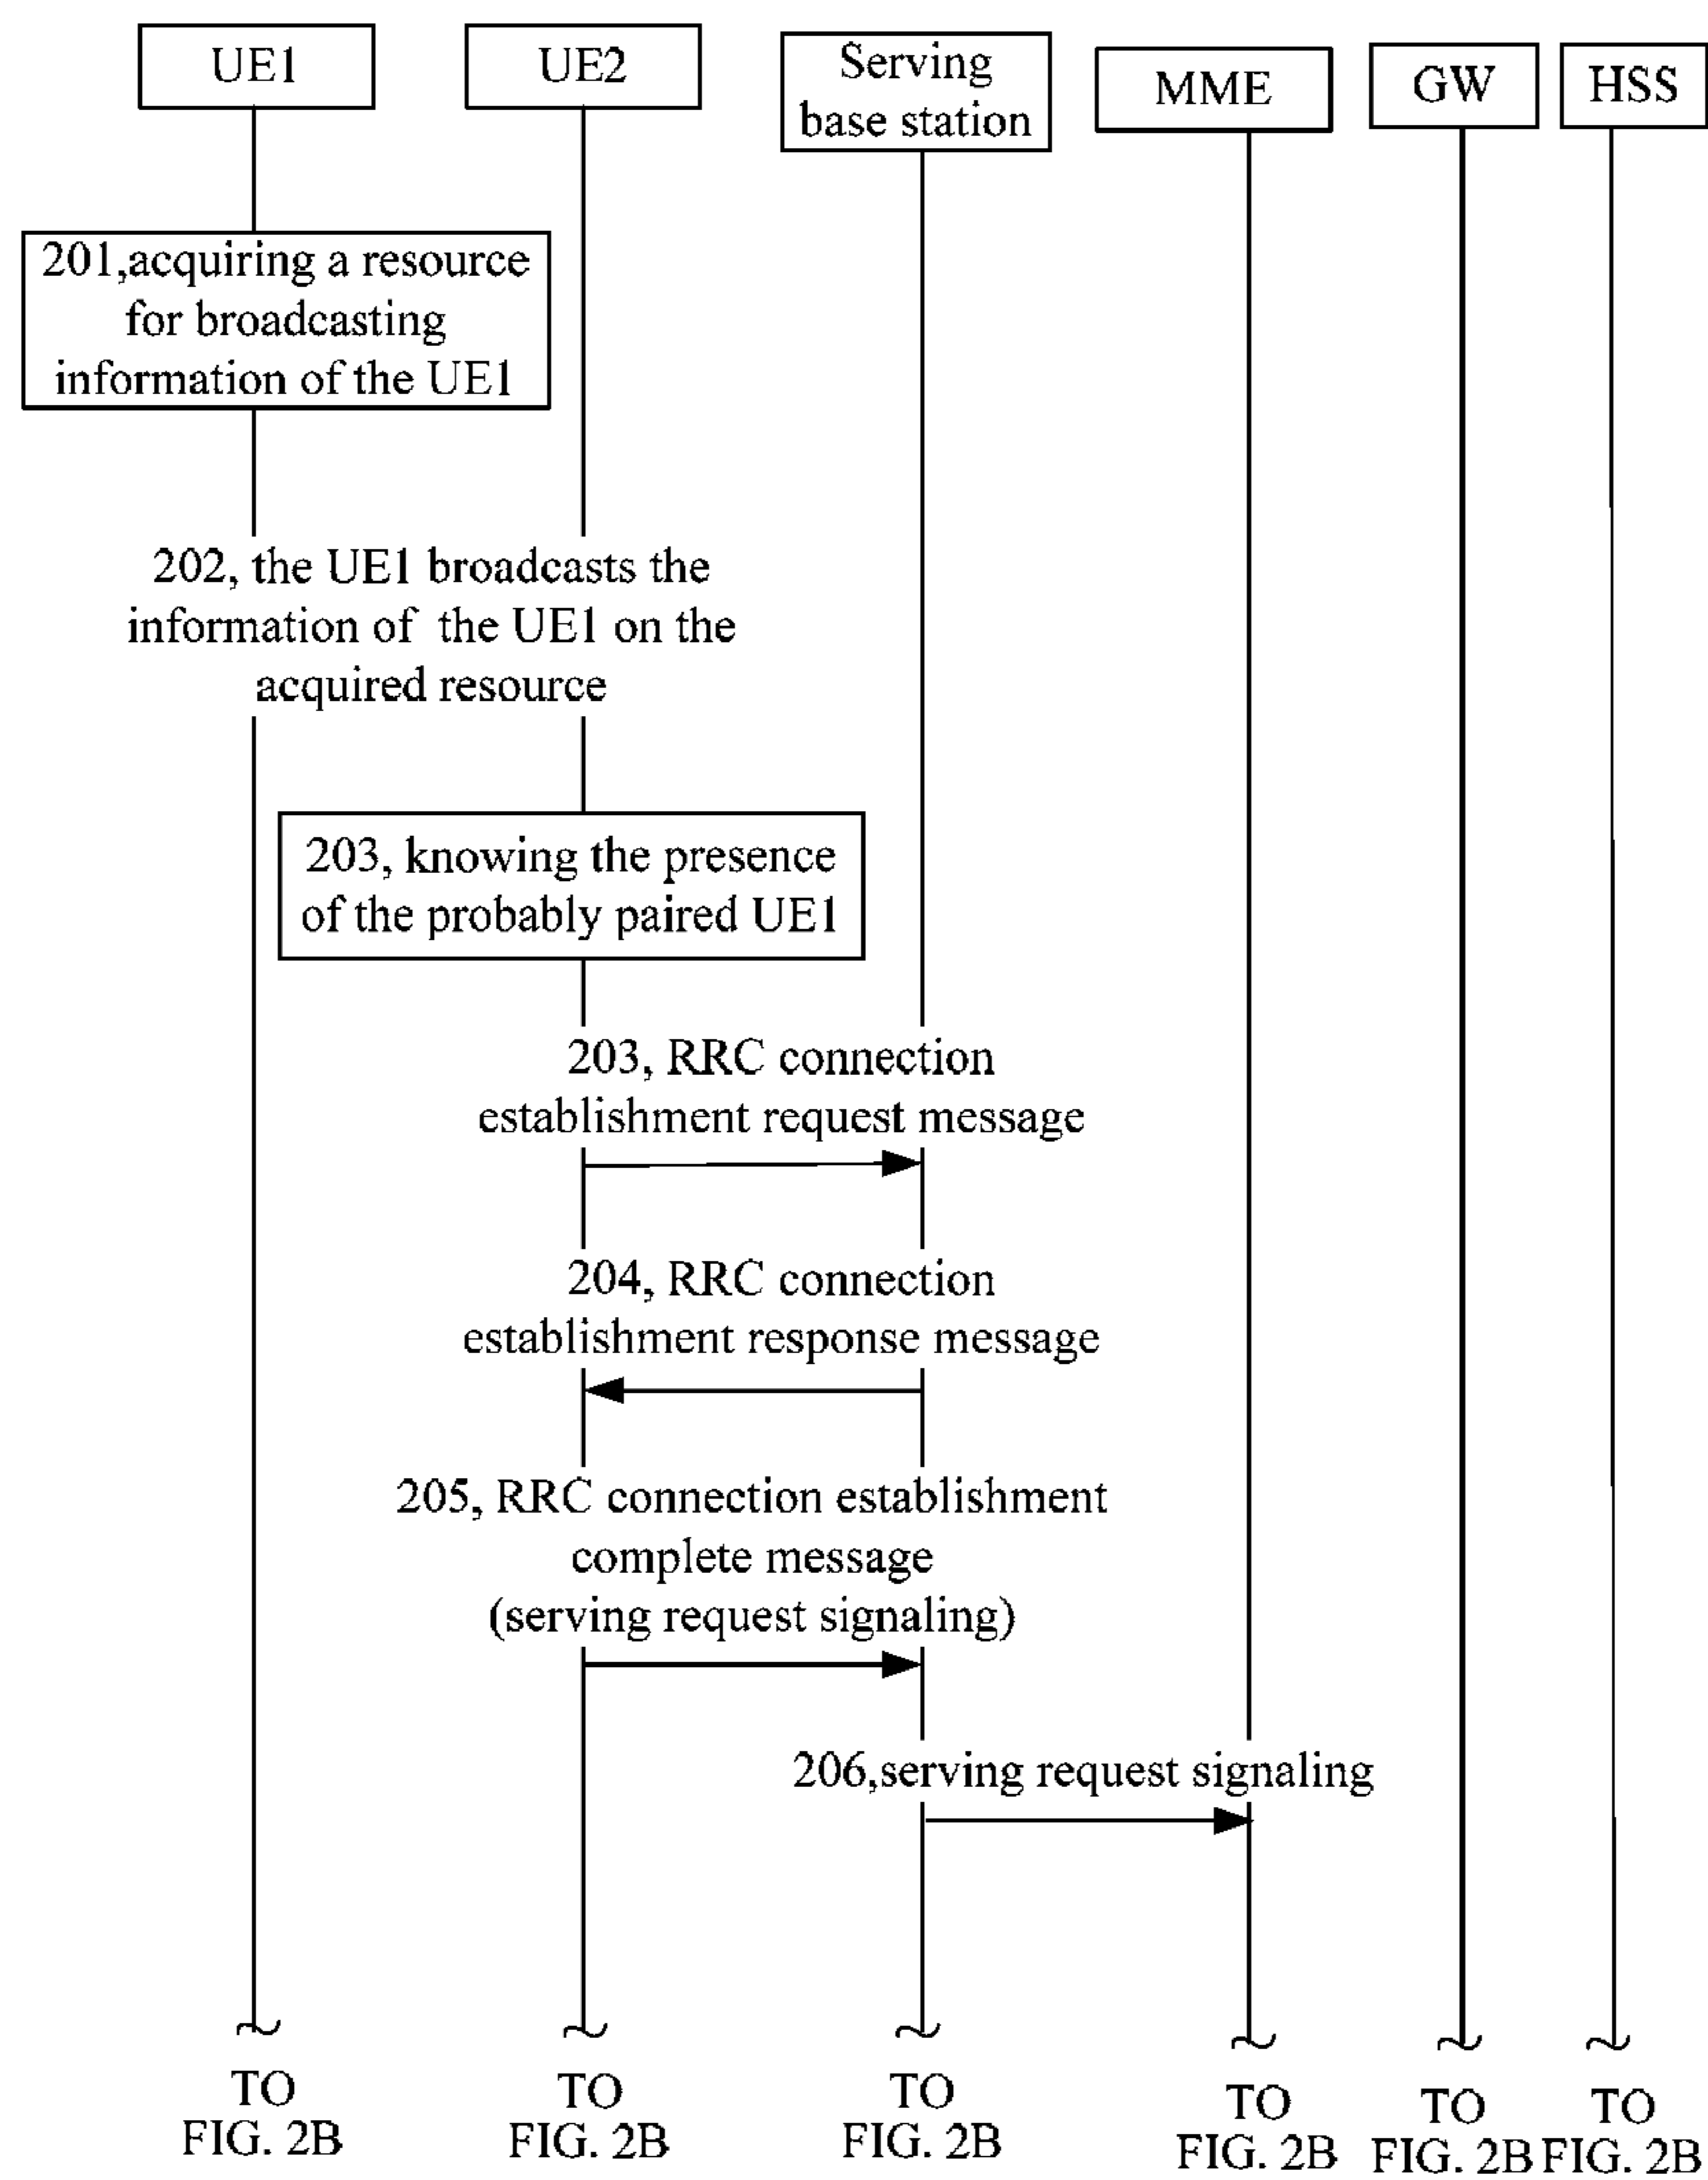 UE1
UE2
Serving
base station
MME
GW
HSS
201,acquiring a resource
for broadcasting
information of the UE1
202, the UE1 broadcasts the
information of the UE1 on the
acquired resource
203, knowing the presence
of the probably paired UE1
203, RRC connection
establishment request message
204, RRC connection
establishment response message
205, RRC connection establishment
complete message
(serving request signaling)
206,serving request signaling
TO
FIG. 2B
TO
FIG. 2B
TO
FIG. 2B
TO
FIG. 2B
TO
FIG. 2B
TO
FIG. 2B